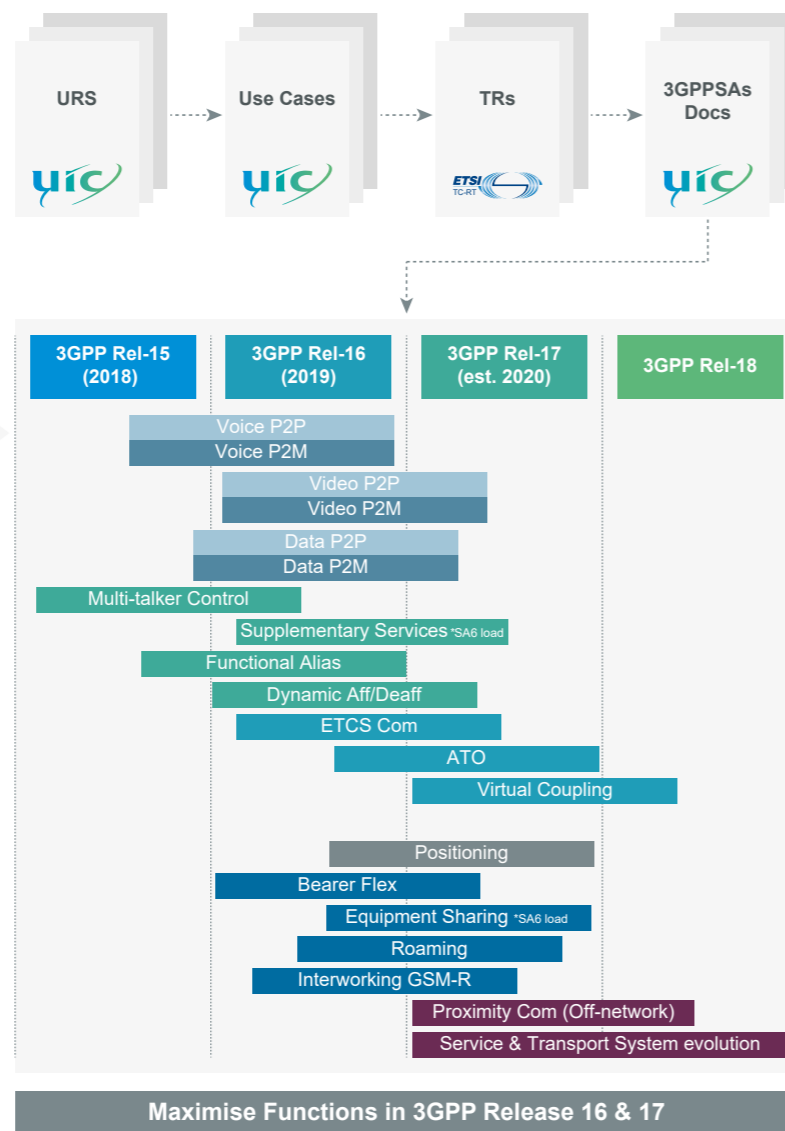 URS
Use Cases
TRs
3GPPSAs
Docs
uic
uic
ETSI
TC-RT
uic
3GPP Rel-15
(2018)
3GPP Rel-16
(2019)
3GPP Rel-17
(est. 2020)
3GPP Rel-18
Voice P2P
Voice P2M
Video P2P
Video P2M
Data P2P
Data P2M
Multi-talker Control
Supplementary Services *SA6 load
Functional Alias
Dynamic Aff/Deaff
ETCS Com
ATO
Virtual Coupling
Positioning
Bearer Flex
Equipment Sharing *SA6 load
Roaming
Interworking GSM-R
Proximity Com (Off-network)
Service & Transport System evolution
Maximise Functions in 3GPP Release 16 & 17